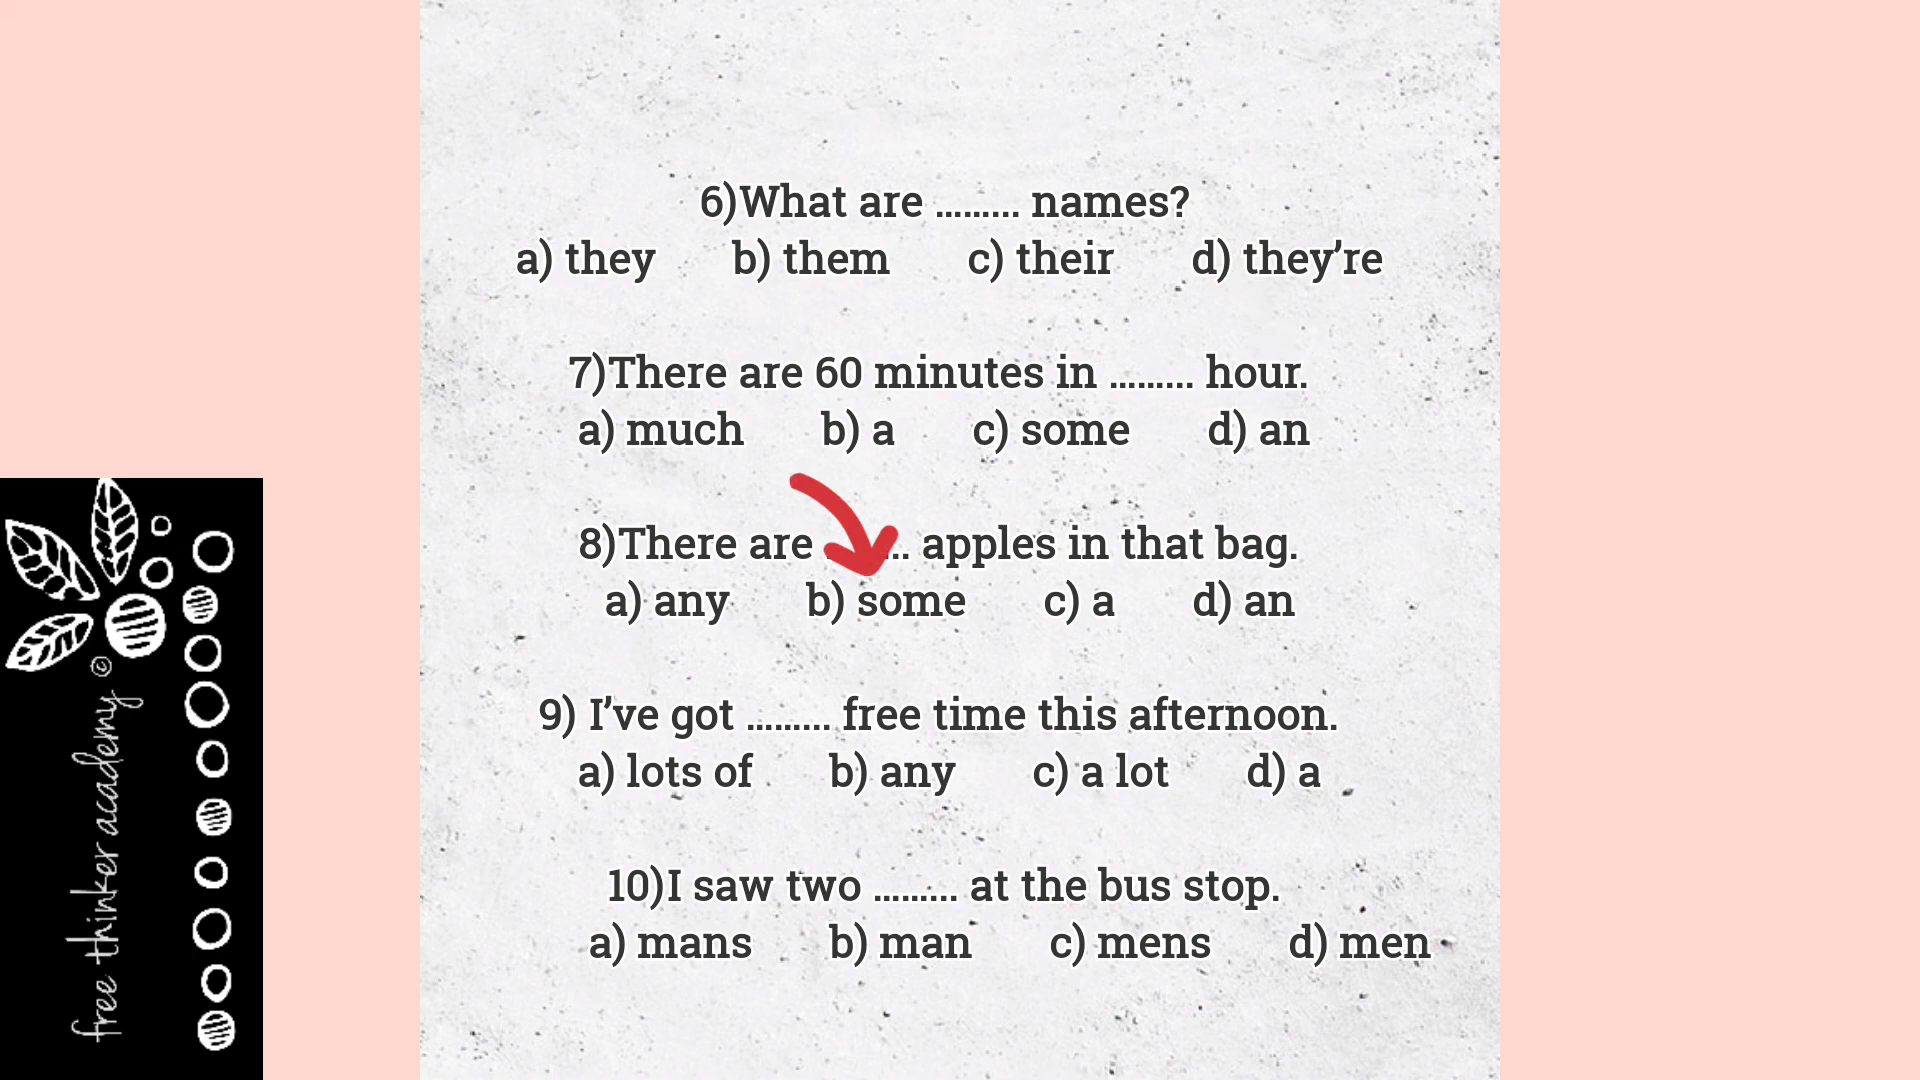 6)What are ......... names?
a) they b) them c) their d) they’re
7)There are 60 minutes in ......... hour.
a) much b) a c) some d) an
8)There are ... apples in that bag.
a) any b) some c) a d) an
9) I’ve got ......... free time this afternoon.
a) lots of b) any c) a lot d) a
10)I saw two ......... at the bus stop.
a) mans b) man c) mens d) men
free thinker academy ©